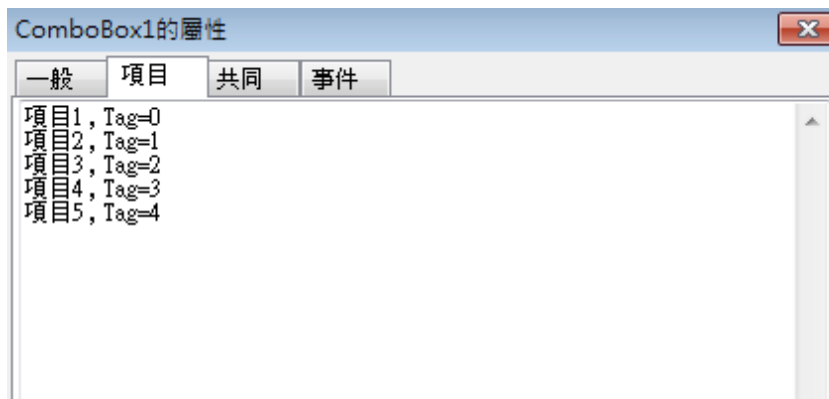 ComboBox1的屬性
一般 項目 共同 事件
項目1,Tag=0
項目2,Tag=1
項目3,Tag=2
項目4,Tag=3
項目5,Tag=4